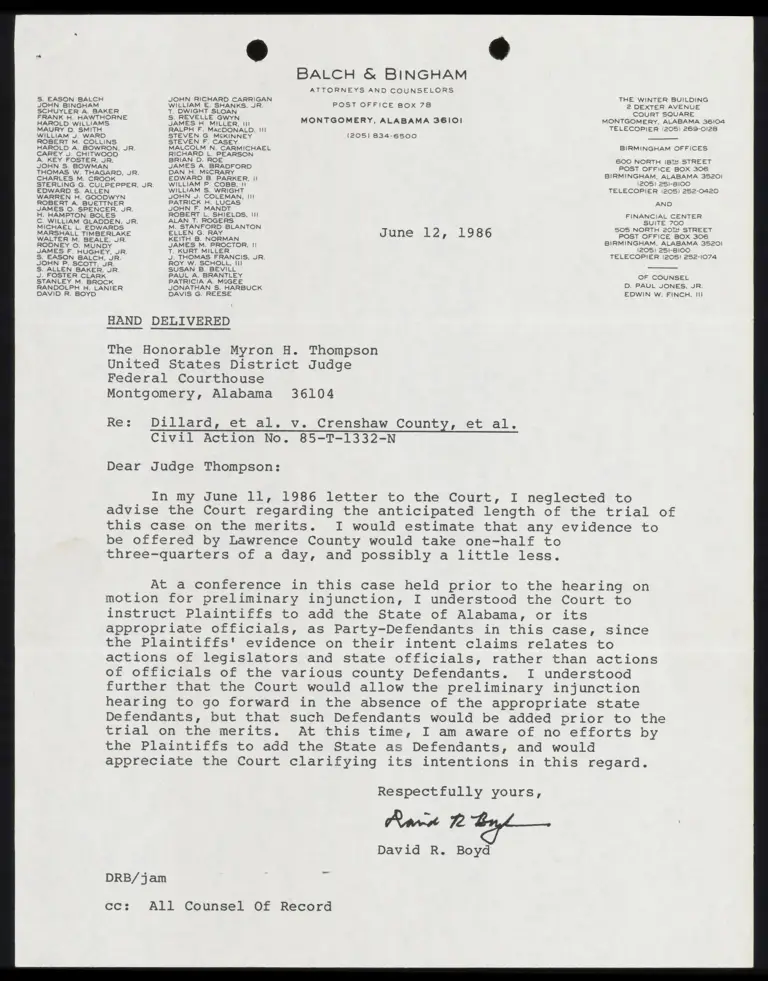 BALCH & BINGHAM
ATTORNEYS AND COUNSELORS
POST OFFICE BOX 78
MONTGOMERY, ALABAMA 36101
(205) 834-6500
S. EASON BALCH
JOHN BINGHAM
SCHUYLER A. BAKER
FRANK H. HAWTHORNE
HAROLD WILLIAMS
MAURY D. SMITH
WILLIAM J. WARD
ROBERT M. COLLINS
HAROLD A. BOWRON, JR.
CAREY J. CHITWOOD
A. KEY FOSTER, JR.
JOHN S. BOWMAN
THOMAS W. THAGARD, JR.
CHARLES M. CROOK
STERLING G. CULPEPPER, JR.
EDWARD S. ALLEN
WARREN H. GOODWYN
ROBERT A. BUETTNER
JAMES O. SPENCER, JR.
H. HAMPTON BOLES
C. WILLIAM GLADDEN, JR.
MICHAEL L. EDWARDS
MARSHALL TIMBERLAKE
WALTER M. BEALE, JR.
RODNEY O. MUNDY
JAMES F. HUGHEY, JR.
S. EASON BALCH, JR.
JOHN P. SCOTT, JR.
S. ALLEN BAKER, JR.
J. FOSTER CLARK
STANLEY M. BROCK
RANDOLPH H. LANIER
DAVID R. BOYD
JOHN RICHARD CARRIGAN
WILLIAM E. SHANKS, JR.
T. DWIGHT SLOAN
S. REVELLE GWYN
JAMES H. MILLER, III
RALPH F. MACDONALD, III
STEVEN G. MCKINNEY
STEVEN F. CASEY
MALCOLM N. CARMICHAEL
RICHARD L. PEARSON
BRIAN D. ROE
JAMES A. BRADFORD
DAN H. MCCRARY
EDWARD B. PARKER, II
WILLIAM P. COBB, II
WILLIAM S. WRIGHT
JOHN J. COLEMAN, III
PATRICK H. LUCAS
JOHN F. MANDT
ROBERT L. SHIELDS, III
ALAN T. ROGERS
M. STANFORD BLANTON
ELLEN G. RAY
KEITH B. NORMAN
JAMES M. PROCTOR, II
T. KURT MILLER
J. THOMAS FRANCIS, JR.
ROY W. SCHOLL, III
SUSAN B. BEVILL
PAUL A. BRANTLEY
PATRICIA A. MCGEE
JONATHAN S. HARBUCK
DAVIS G. REESE
THE WINTER BUILDING
2 DEXTER AVENUE
COURT SQUARE
MONTGOMERY, ALABAMA 36104
TELECOPIER (205) 269-0128
BIRMINGHAM OFFICES
600 NORTH 18TH STREET
POST OFFICE BOX 306
BIRMINGHAM, ALABAMA 35201
(205) 251-8100
TELECOPIER (205) 252-0420
AND
FINANCIAL CENTER
SUITE 700
505 NORTH 20TH STREET
POST OFFICE BOX 306
BIRMINGHAM, ALABAMA 35201
(205) 251-8100
TELECOPIER (205) 252-1074
OF COUNSEL
D. PAUL JONES, JR.
EDWIN W. FINCH, III
June 12, 1986
HAND DELIVERED
The Honorable Myron H. Thompson
United States District Judge
Federal Courthouse
Montgomery, Alabama 36104
Re: Dillard, et al. v. Crenshaw County, et al.
Civil Action No. 85-T-1332-N
Dear Judge Thompson:
In my June 11, 1986 letter to the Court, I neglected to
advise the Court regarding the anticipated length of the trial of
this case on the merits. I would estimate that any evidence to
be offered by Lawrence County would take one-half to
three-quarters of a day, and possibly a little less.
At a conference in this case held prior to the hearing on
motion for preliminary injunction, I understood the Court to
instruct Plaintiffs to add the State of Alabama, or its
appropriate officials, as Party-Defendants in this case, since
the Plaintiffs' evidence on their intent claims relates to
actions of legislators and state officials, rather than actions
of officials of the various county Defendants. I understood
further that the Court would allow the preliminary injunction
hearing to go forward in the absence of the appropriate state
Defendants, but that such Defendants would be added prior to the
trial on the merits. At this time, I am aware of no efforts by
the Plaintiffs to add the State as Defendants, and would
appreciate the Court clarifying its intentions in this regard.
Respectfully yours,
David R Boyd
David R. Boyd
DRB/jam
cc: All Counsel Of Record